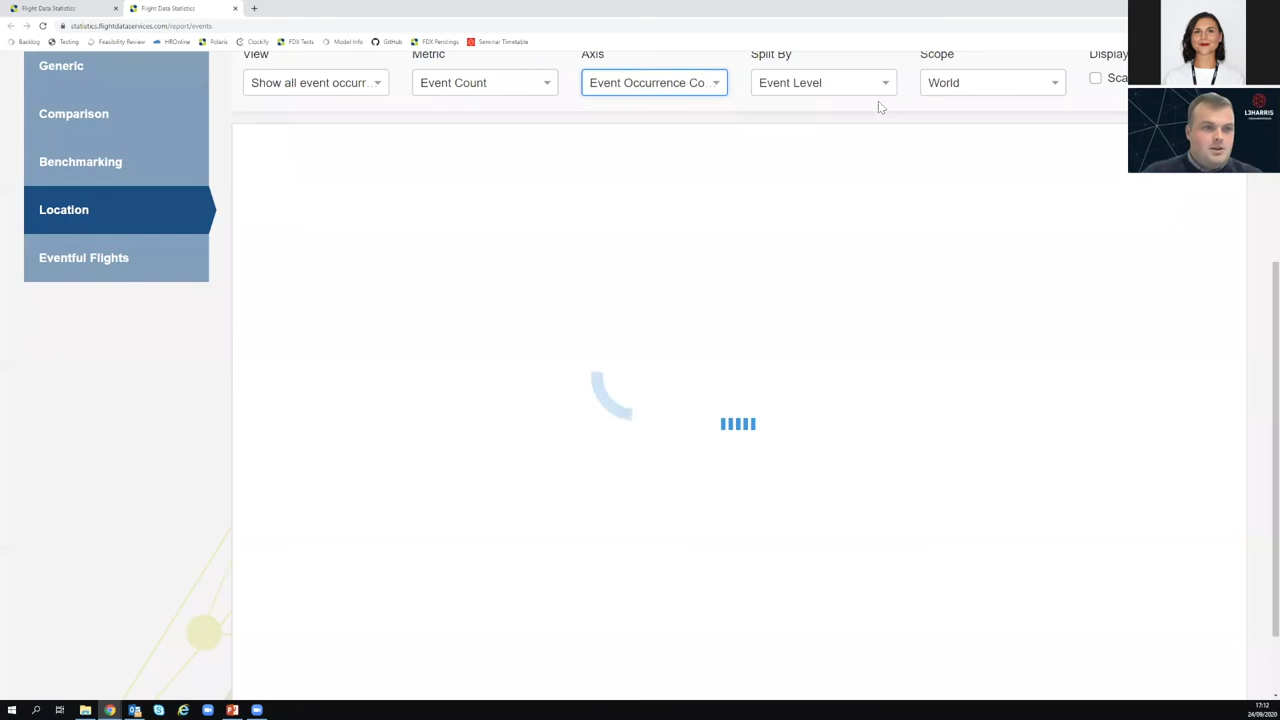 Flight Data Statistics
Flight Data Statistics
statistics.flightdataservices.com/report/events
Backlog
Testing
Feasibility Review
HROnline
Polaris
Clockify
FDX Tests
Model Info
GitHub
FDX Pendings
Seminar Timetable
View
Metric
Axis
Split By
Scope
Display
Show all event occurr...
Event Count
Event Occurrence Co...
Event Level
World
Sca
Generic
Comparison
Benchmarking
Location
Eventful Flights
L3HARRIS
17:12
24/09/2020